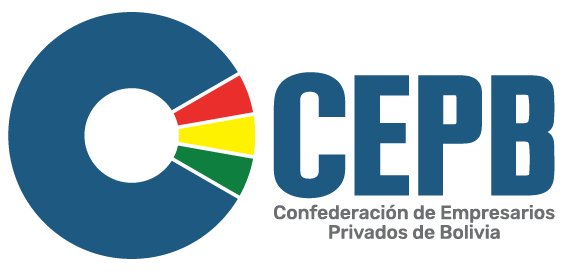 CEPB
Confederación de Empresarios
Privados de Bolivia